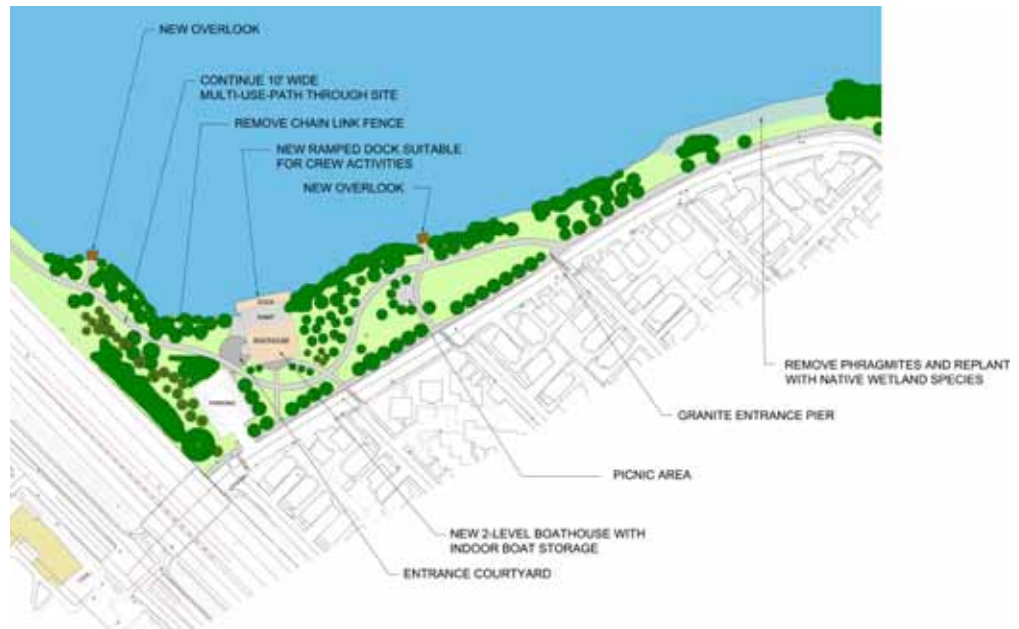 NEW OVERLOOK
CONTINUE 10' WIDE
MULTI-USE-PATH THROUGH SITE
REMOVE CHAIN LINK FENCE
NEW RAMPED DOCK SUITABLE
FOR CREW ACTIVITIES
NEW OVERLOOK
DOCK
RAMP
BOATHOUSE
PARKING
REMOVE PHRAGMITES AND REPLANT
WITH NATIVE WETLAND SPECIES
GRANITE ENTRANCE PIER
PICNIC AREA
NEW 2-LEVEL BOATHOUSE WITH
INDOOR BOAT STORAGE
ENTRANCE COURTYARD